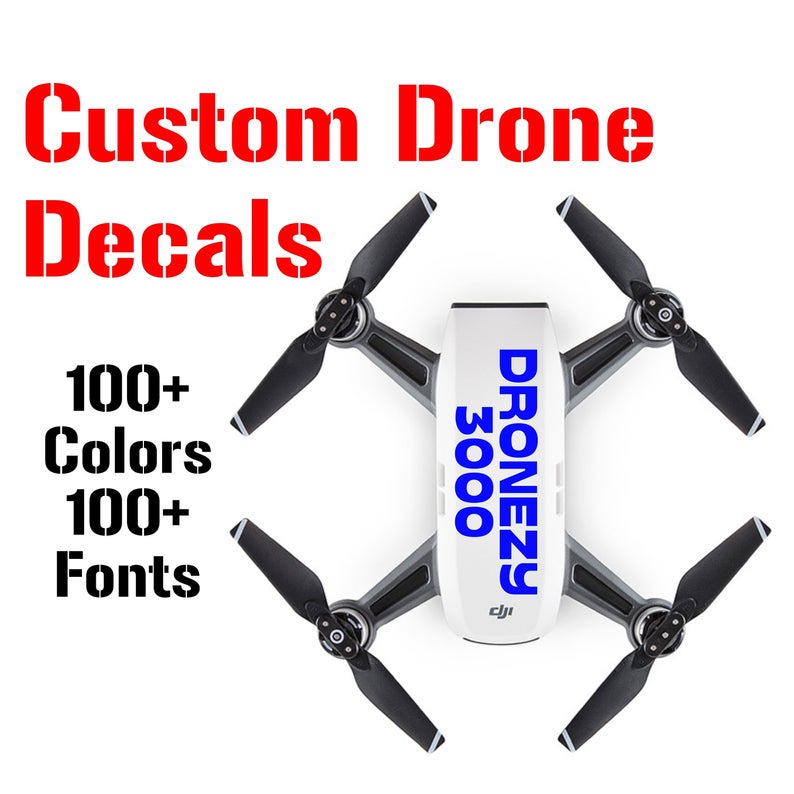 Custom Drone
Decals
100+
Colors
100+
Fonts
DRONEZY
3000
dji